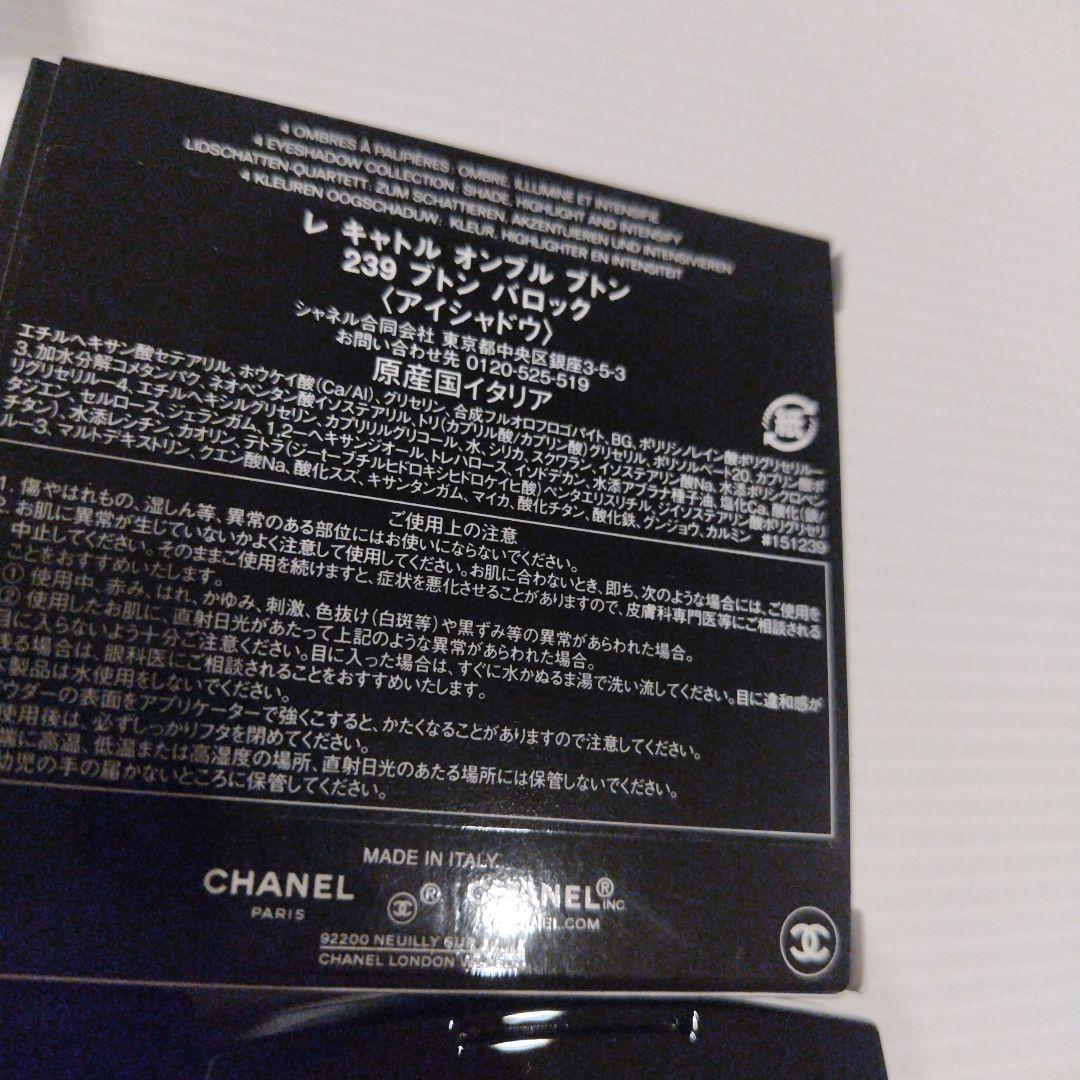 4 OMBRES À PAUPIÈRES : OMBRE, ILLUMINE ET INTENSIFIE
4 EYESHADOW COLLECTION : SHADE, HIGHLIGHT AND INTENSIFY
LIDSCHATTEN-QUARTETT: ZUM SCHATTIEREN, AKZENTUIEREN UND INTENSIVIEREN
4 KLEUREN OOGSCHADUW: KLEUR, HIGHLIGHTER EN INTENSITEIT
レ キャトル オンブル ブトン
239 ブトン バロック
〈アイシャドウ〉
シャネル合同会社 東京都中央区銀座3-5-3
お問い合わせ先 0120-525-519
原産国イタリア
エチルヘキサン酸セテアリル、ホウケイ酸(Ca/Al)、グリセリン、合成フルオロフロゴパイト、BG、ポリリシノレイン酸ポリグリセリル－
3、加水分解コメタンパク、ネオペンタン酸イソステアリル、トリ(カプリル酸/カプリン酸)グリセリル、ポリソルベート20、カプリン酸ポ
リグリセリル－4、エチルヘキシルグリセリン、カプリリルグリコール、水、シリカ、スクワラン、イソステアリン酸Na、水添ポリシクロペン
タジエン、セルロース、ジェランガム、1,2－ヘキサンジオール、トレハロース、イソドデカン、水添アブラナ種子油、塩化Ca、酸化(鉄/
チタン)、水添レシチン、カオリン、テトラ(ジ－t－ブチルヒドロキシヒドロケイヒ酸)ペンタエリスリチル、ジイソステアリン酸ポリグリセリ
ル－3、マルトデキストリン、クエン酸Na、酸化スズ、キサンタンガム、マイカ、酸化チタン、酸化鉄、グンジョウ、カルミン #151239
紙
ご使用上の注意
1. 傷やはれもの、湿しん等、異常のある部位にはお使いにならないでください。
2. お肌に異常が生じていないかよく注意して使用してください。お肌に合わないとき、即ち、次のような場合には、ご使用を
中止してください。そのままご使用を続けますと、症状を悪化させることがありますので、皮膚科専門医等にご相談される
ことをおすすめいたします。
① 使用中、赤み、はれ、かゆみ、刺激、色抜け(白斑等)や黒ずみ等の異常があらわれた場合。
② 使用したお肌に、直射日光があたって上記のような異常があらわれた場合。
目に入らないよう十分ご注意ください。目に入った場合は、すぐに水かぬるま湯で洗い流してください。目に違和感が
残る場合は、眼科医にご相談されることをおすすめいたします。
製品は水使用をしないでください。
ウダーの表面をアプリケーターで強くこすると、かたくなることがありますので注意してください。
使用後は、必ずしっかりフタを閉めてください。
端に高温、低温または高湿度の場所、直射日光のあたる場所には保管しないでください。
幼児の手の届かないところに保管してください。
MADE IN ITALY
CHANEL ® CHANEL®
PARIS INC.
92200 NEUILLY
CHANEL LONDON